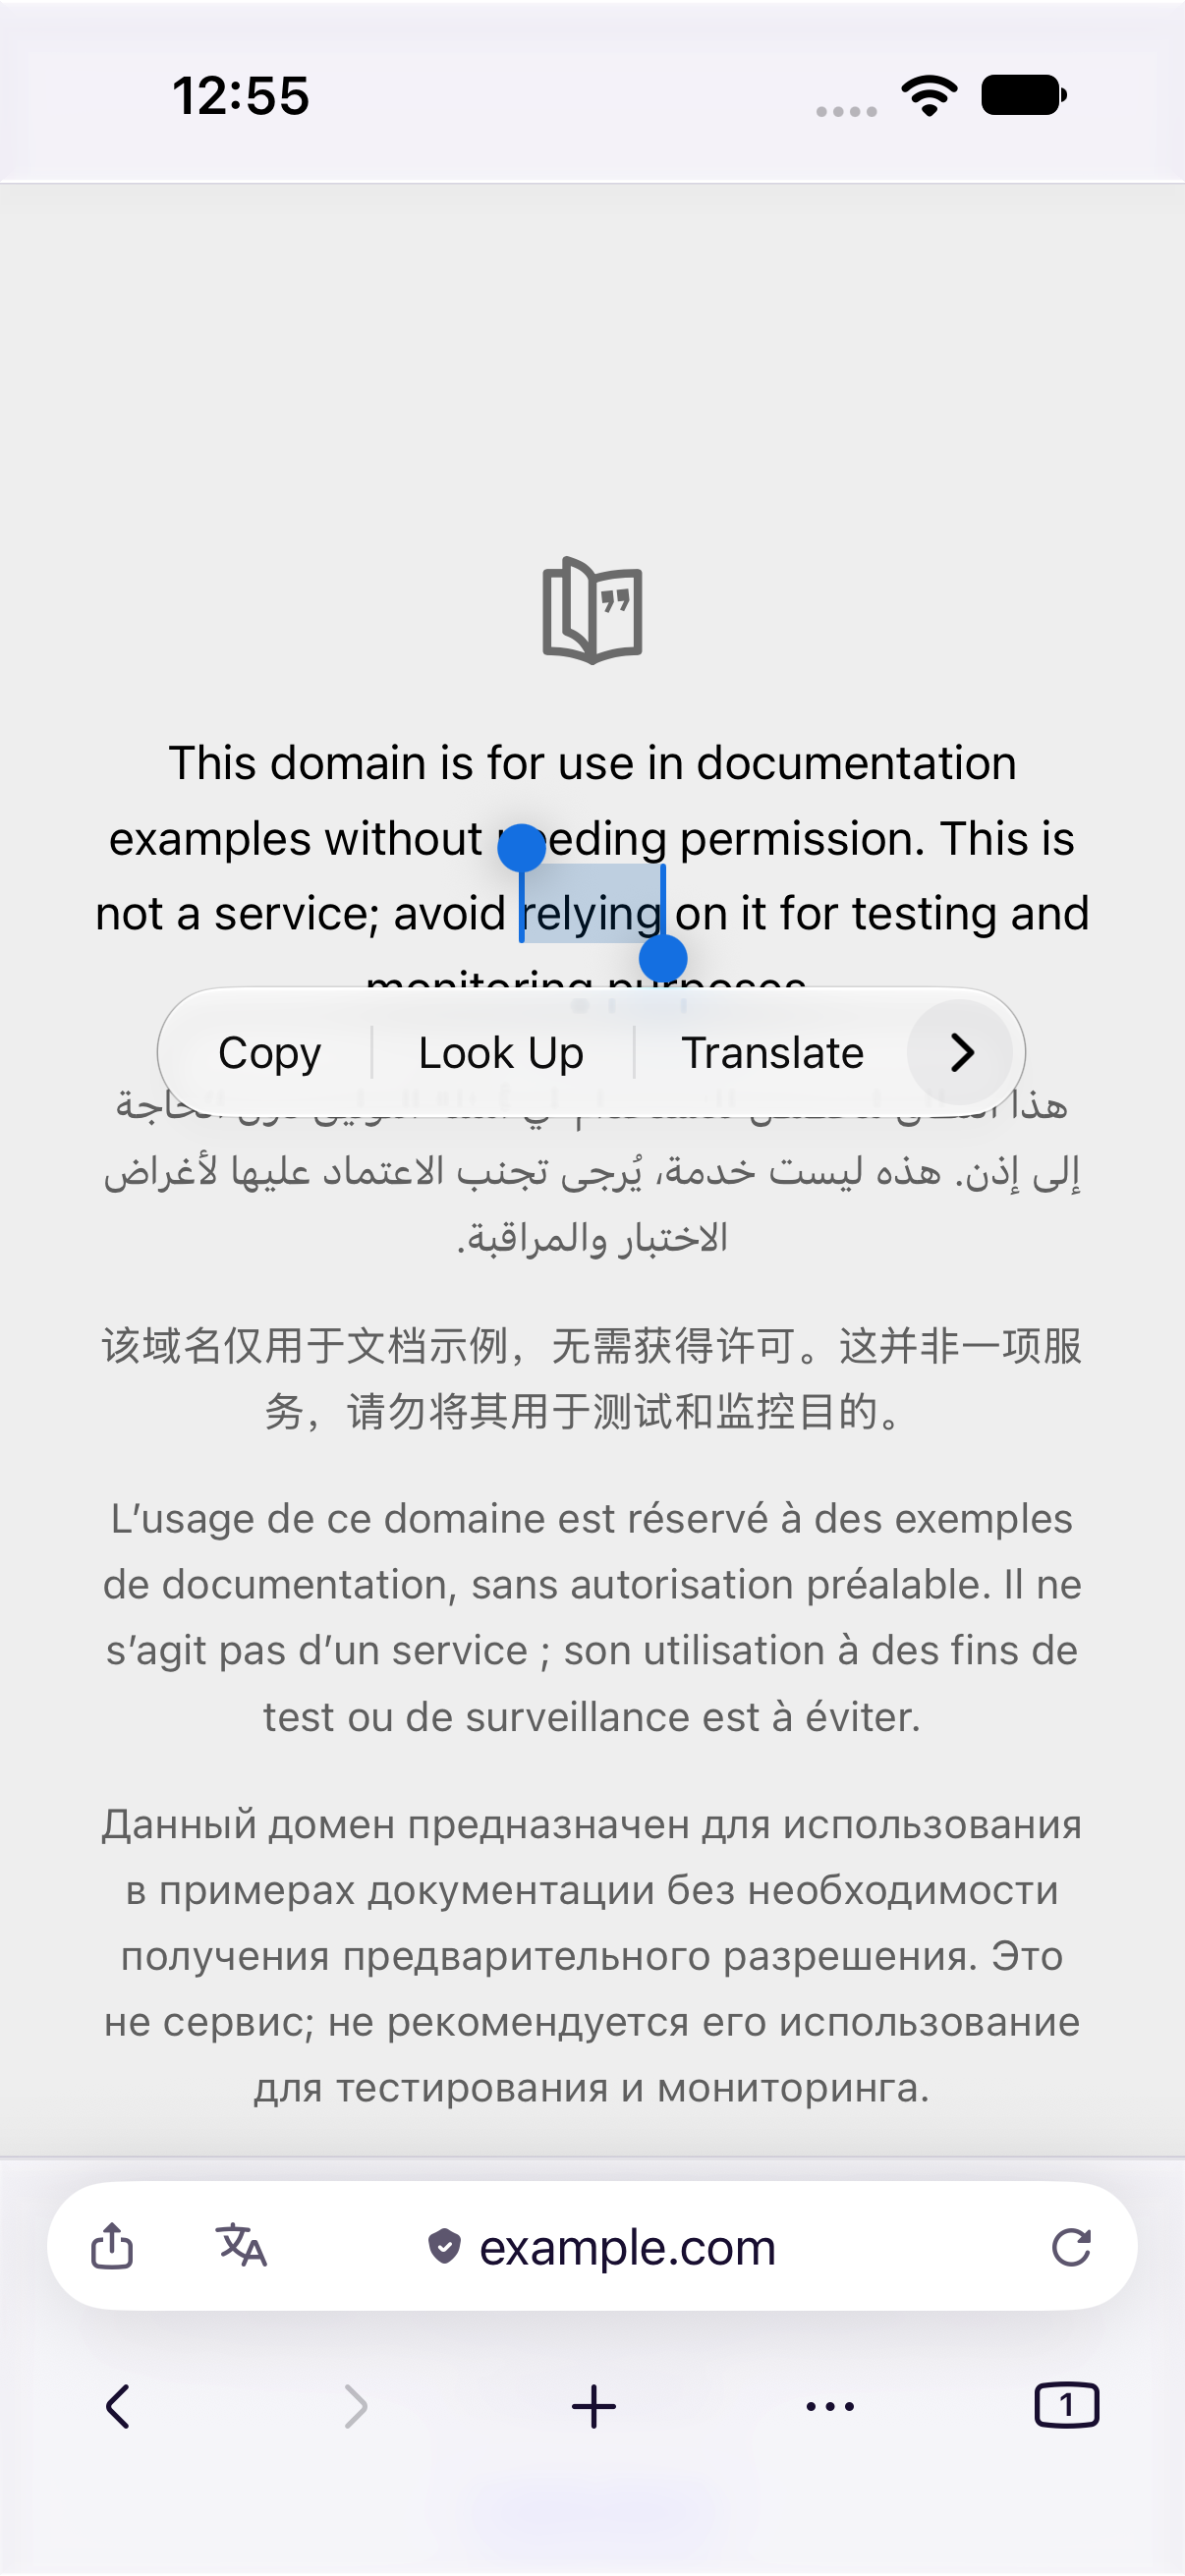 12:55
This domain is for use in documentation
examples without needing permission. This is
not a service; avoid relying on it for testing and
monitoring purposes.
Copy
Look Up
Translate
هذا
الحاجة
إلى إذن. هذه ليست خدمة، يُرجى تجنب الاعتماد عليها لأغراض
الاختبار والمراقبة.
该域名仅用于文档示例，无需获得许可。这并非一项服
务，请勿将其用于测试和监控目的。
L’usage de ce domaine est réservé à des exemples
de documentation, sans autorisation préalable. Il ne
s’agit pas d’un service ; son utilisation à des fins de
test ou de surveillance est à éviter.
Данный домен предназначен для использования
в примерах документации без необходимости
получения предварительного разрешения. Это
не сервис; не рекомендуется его использование
для тестирования и мониторинга.
example.com
1